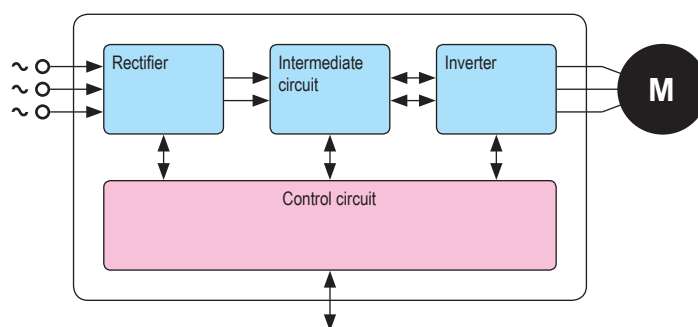 Rectifier
Intermediate
circuit
Inverter
M
Control circuit